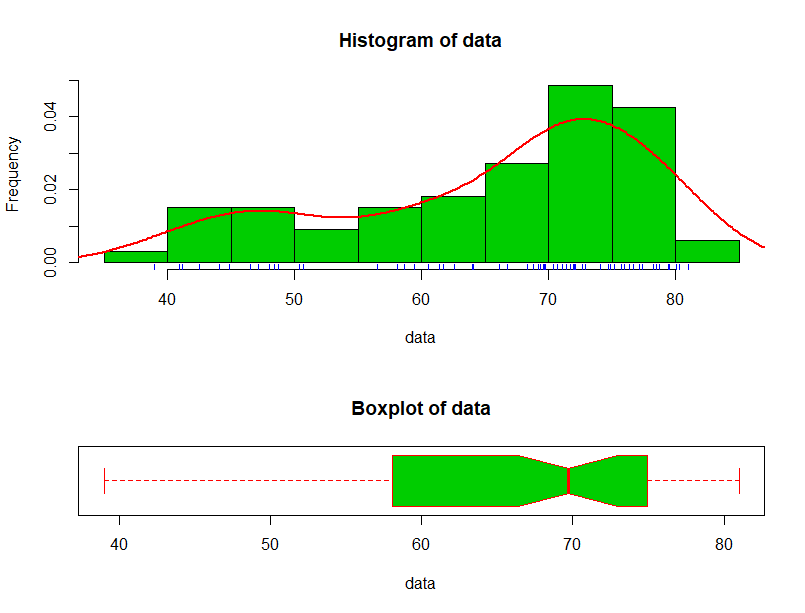 Histogram of data
Frequency
0.00 0.02 0.04
40 50 60 70 80
data
Boxplot of data
40 50 60 70 80
data